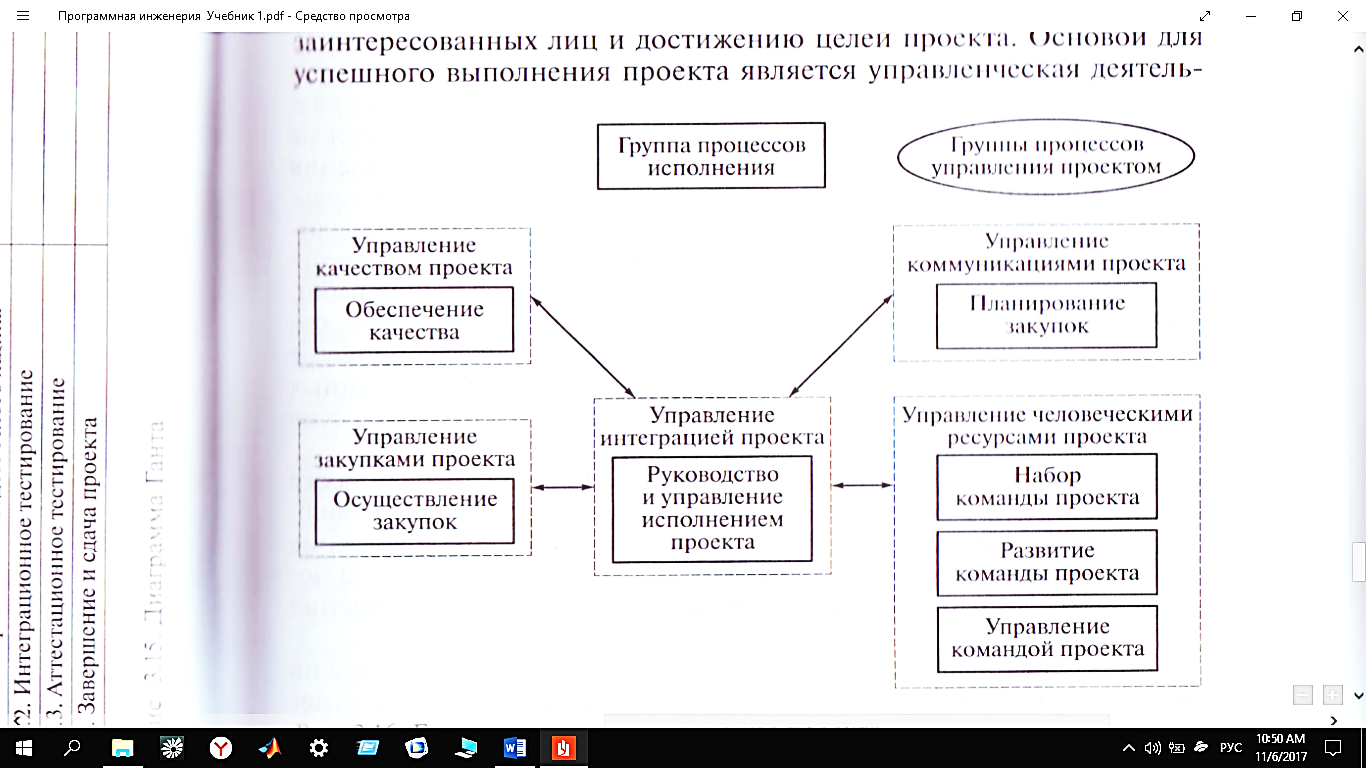 Программная инженерия Учебник 1.pdf - Средство просмотра
заинтересованных лиц и достижению целей проекта. Основой для
успешного выполнения проекта является управленческая деятель-
Группа процессов
исполнения
Группы процессов
управления проектом
Управление
качеством проекта
Обеспечение
качества
Управление
коммуникациями проекта
Планирование
закупок
Управление
закупками проекта
Осуществление
закупок
Управление
интеграцией проекта
Руководство
и управление
исполнением
проекта
Управление человеческими
ресурсами проекта
Набор
команды проекта
Развитие
команды проекта
Управление
командой проекта
.2. Интеграционное тестирование
.3. Аттестационное тестирование
. Завершение и сдача проекта
ис. 3.15. Диаграмма Ганта
РУС
10:50 AM
11/6/2017